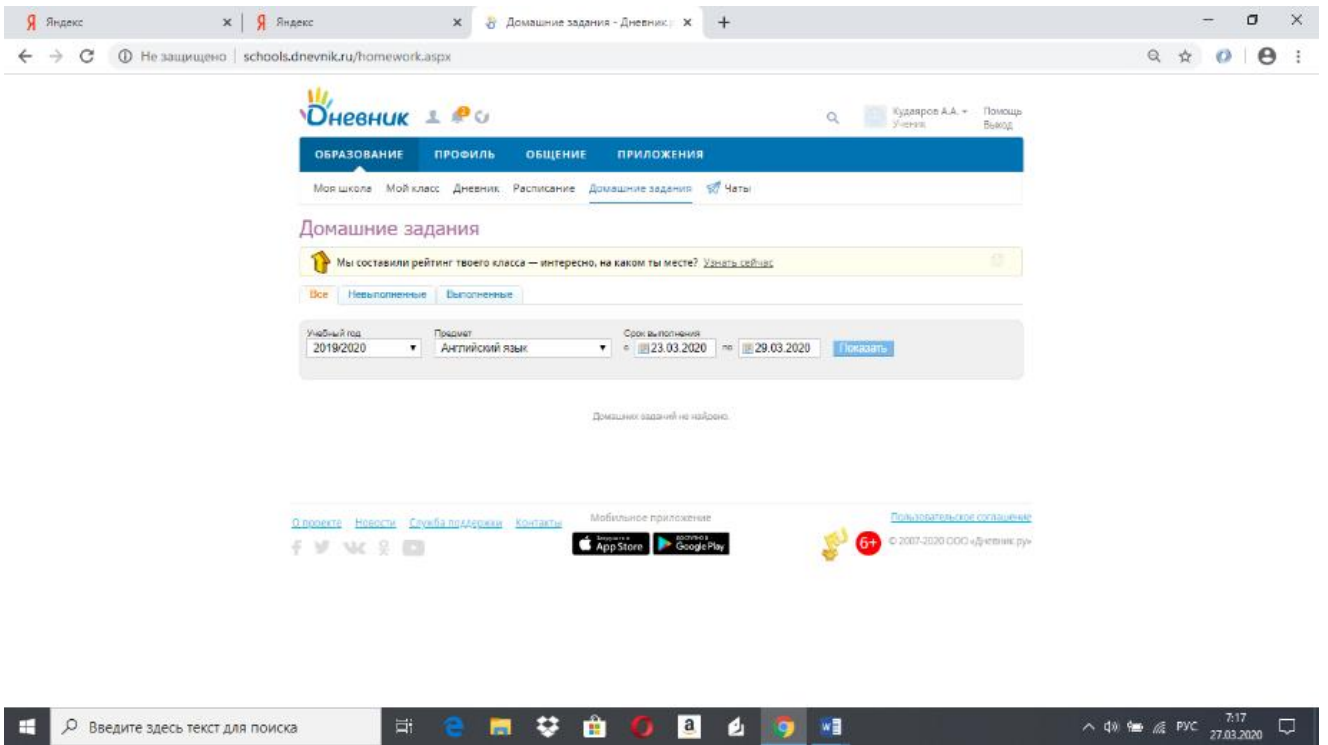 Яндекс Яндекс Домашние задания - Дневник
Не защищено schools.dnevnik.ru/homework.aspx
Дневник 2 Кудаяров А.А. Помощь
Ученик Выход
ОБРАЗОВАНИЕ ПРОФИЛЬ ОБЩЕНИЕ ПРИЛОЖЕНИЯ
Моя школа Мой класс Дневник Расписание Домашние задания Чаты
Домашние задания
Мы составили рейтинг твоего класса — интересно, на каком ты месте? Узнать сейчас
Все Невыполненные Выполненные
Учебный год Предмет Срок выполнения
2019/2020 Английский язык с 23.03.2020 по 29.03.2020 Показать
Домашних заданий не найдено.
О проекте Новости Служба поддержки Контакты Мобильное приложение Пользовательское соглашение
Загрузите в App Store ДОСТУПНО В Google Play 6+ © 2007-2020 ООО «Дневник.ру»
Введите здесь текст для поиска РУС 7:17
27.03.2020